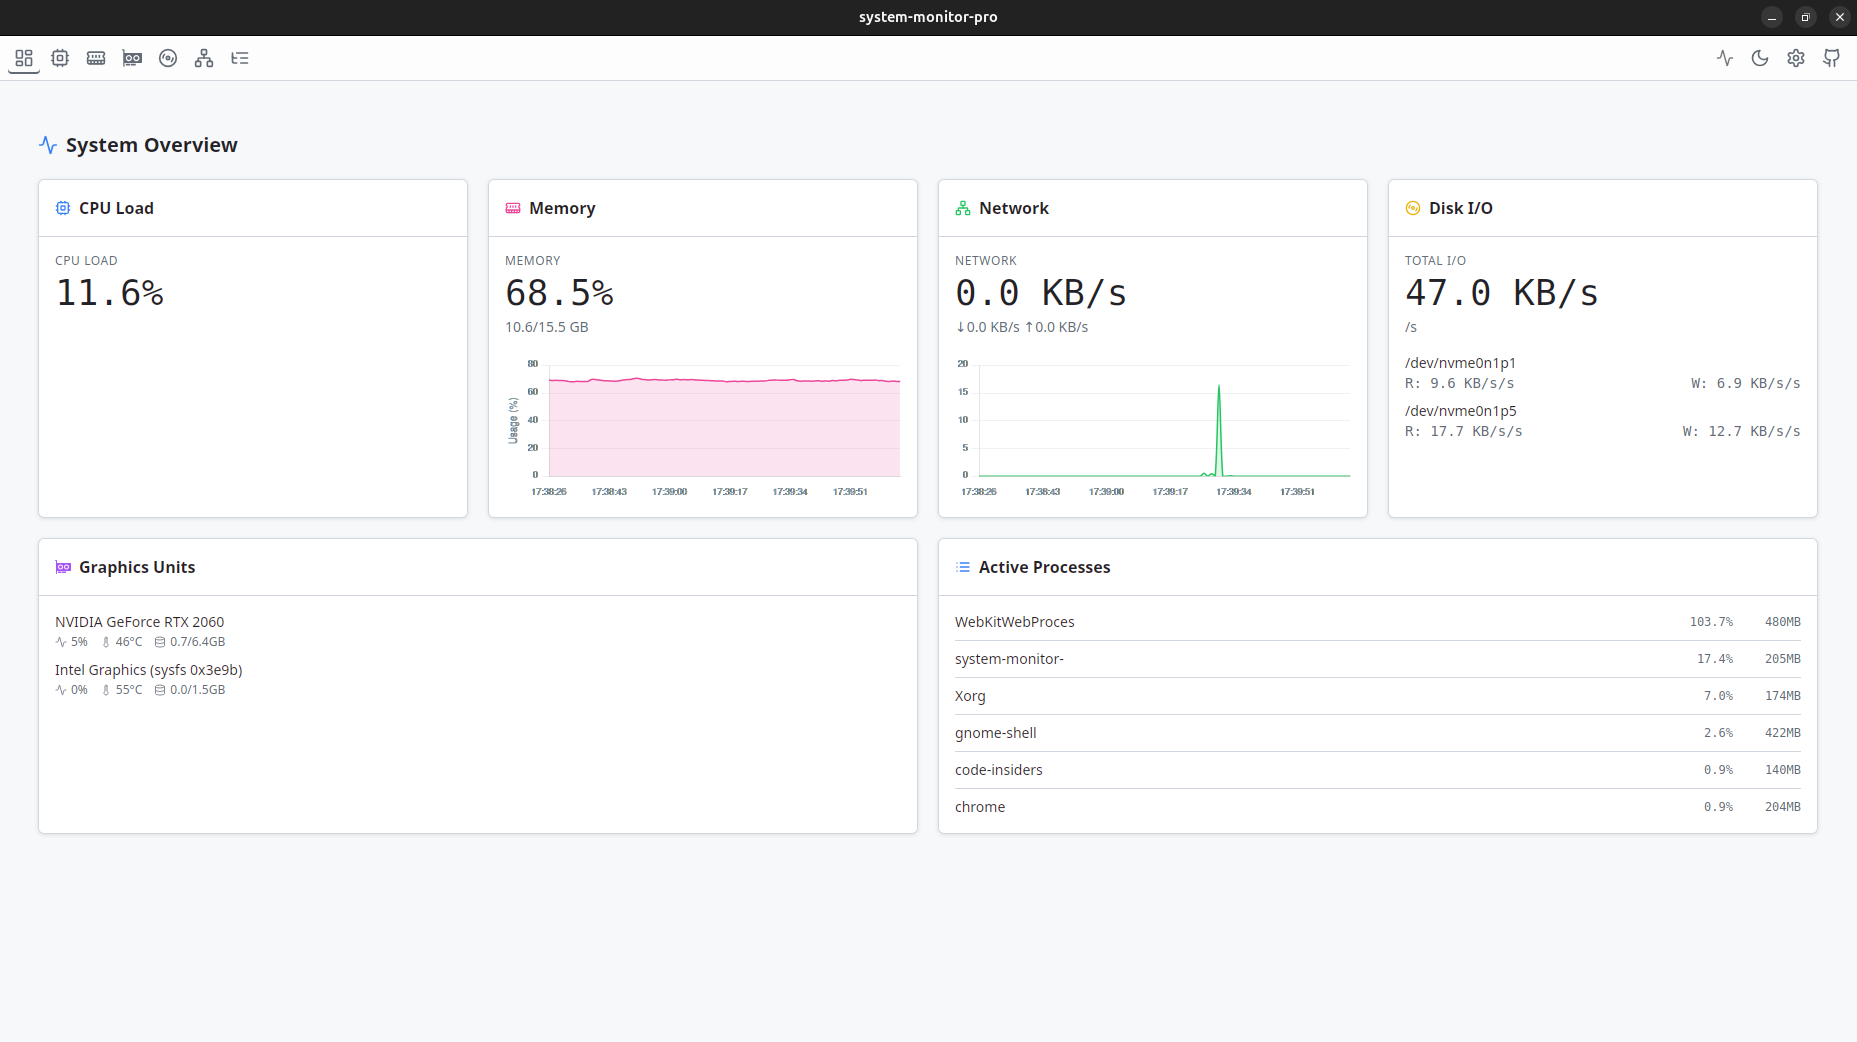 system-monitor-pro
System Overview
CPU Load
CPU LOAD
11.6%
Memory
MEMORY
68.5%
10.6/15.5 GB
80
60
40
20
0
Usage (%)
17:38:26 17:38:43 17:39:00 17:39:17 17:39:34 17:39:51
Network
NETWORK
0.0 KB/s
↓0.0 KB/s ↑0.0 KB/s
20
15
10
5
0
17:38:26 17:38:43 17:39:00 17:39:17 17:39:34 17:39:51
Disk I/O
TOTAL I/O
47.0 KB/s
/s
/dev/nvme0n1p1
R: 9.6 KB/s/s W: 6.9 KB/s/s
/dev/nvme0n1p5
R: 17.7 KB/s/s W: 12.7 KB/s/s
Graphics Units
NVIDIA GeForce RTX 2060
5% 46°C 0.7/6.4GB
Intel Graphics (sysfs 0x3e9b)
0% 55°C 0.0/1.5GB
Active Processes
WebKitWebProces 103.7% 480MB
system-monitor- 17.4% 205MB
Xorg 7.0% 174MB
gnome-shell 2.6% 422MB
code-insiders 0.9% 140MB
chrome 0.9% 204MB